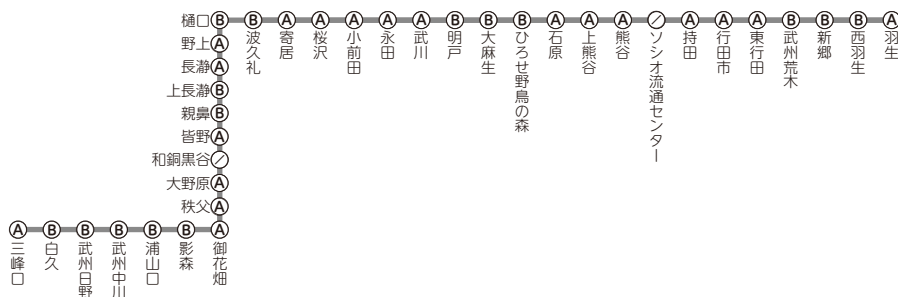 樋口 B B A A A A A B B B A A A / A A A B B B A
波久礼
寄居
桜沢
小前田
永田
武川
明戸
大麻生
ひろせ野鳥の森
石原
上熊谷
熊谷
ソシオ流通センター
持田
行田市
東行田
武州荒木
新郷
西羽生
羽生
野上 A
長瀞 A
上長瀞 B
親鼻 B
皆野 A
和銅黒谷 /
大野原 A
秩父 A
A B B B B B A
三峰口
白久
武州日野
武州中川
浦山口
影森
御花畑